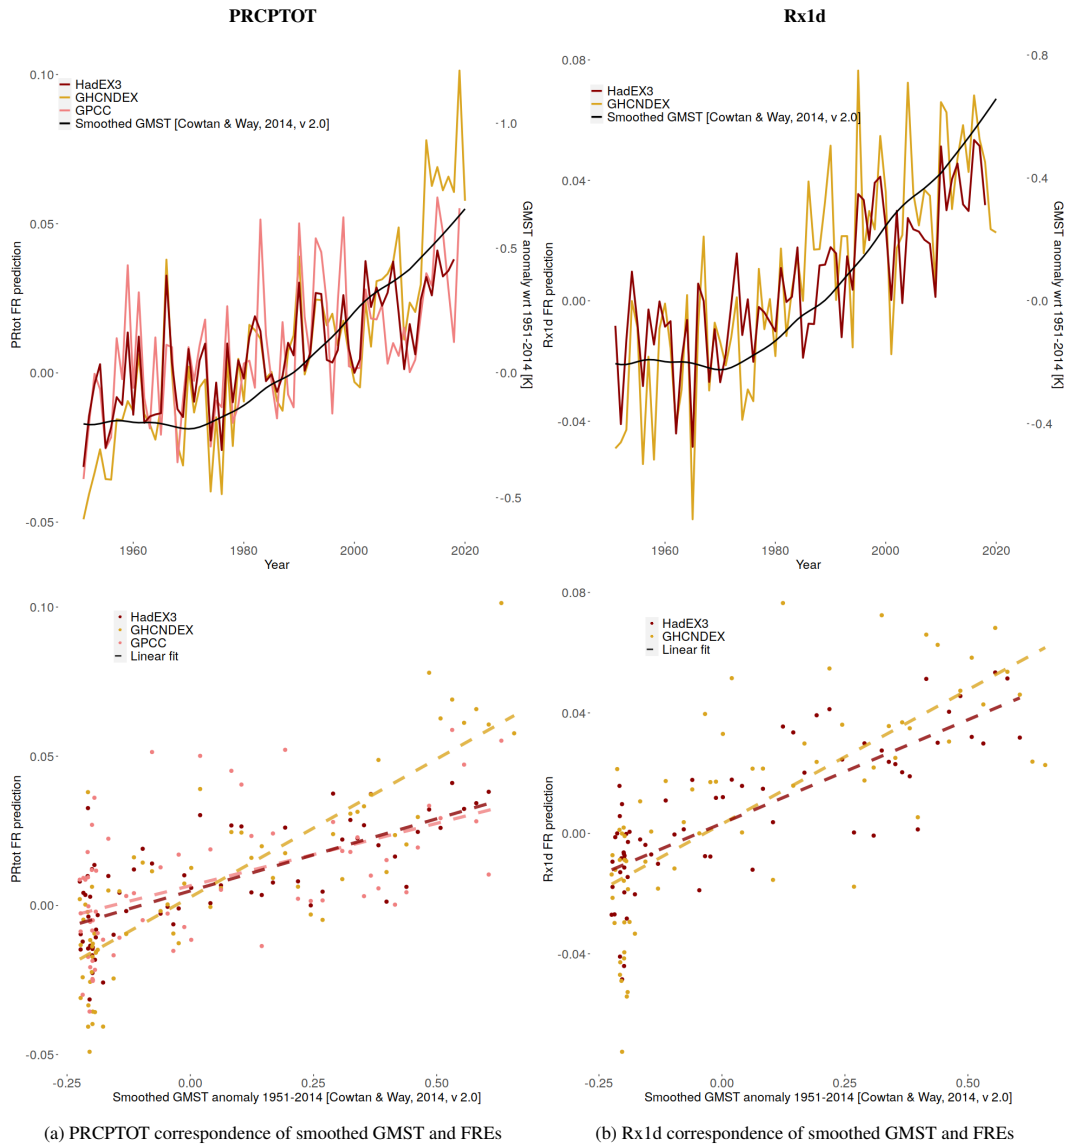 PRCPTOT
Rx1d
0.10
0.05
0.00
-0.05
PRtot FR prediction
HadEX3
GHCNDEX
GPCC
Smoothed GMST [Cowtan & Way, 2014, v 2.0]
1.0
0.5
0.0
-0.5
GMST anomaly wrt 1951-2014 [K]
1960
1980
2000
2020
Year
0.08
0.04
0.00
-0.04
Rx1d FR prediction
HadEX3
GHCNDEX
Smoothed GMST [Cowtan & Way, 2014, v 2.0]
0.8
0.4
0.0
-0.4
GMST anomaly wrt 1951-2014 [K]
1960
1980
2000
2020
Year
0.10
0.05
0.00
-0.05
PRtot FR prediction
HadEX3
GHCNDEX
GPCC
Linear fit
-0.25
0.00
0.25
0.50
Smoothed GMST anomaly 1951-2014 [Cowtan & Way, 2014, v 2.0]
0.08
0.04
0.00
-0.04
Rx1d FR prediction
HadEX3
GHCNDEX
Linear fit
-0.25
0.00
0.25
0.50
Smoothed GMST anomaly 1951-2014 [Cowtan & Way, 2014, v 2.0]
(a) PRCPTOT correspondence of smoothed GMST and FREs
(b) Rx1d correspondence of smoothed GMST and FREs